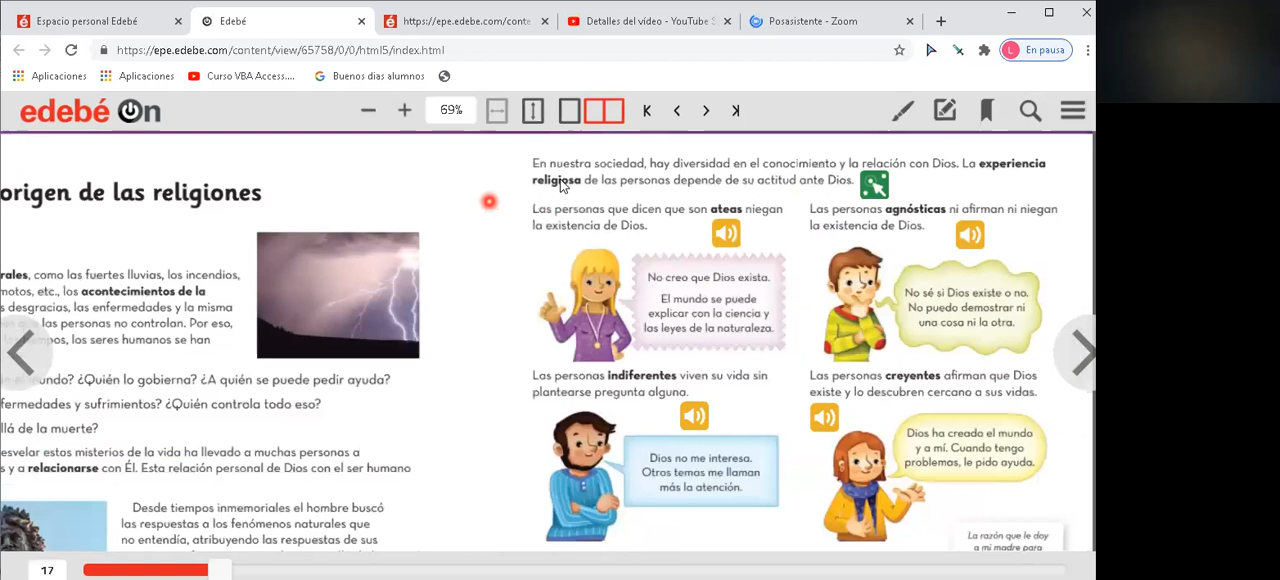 Espacio personal Edebé
Edebé
https://epe.edebe.com/conte
Detalles del vídeo - YouTube S
Posasistente - Zoom
https://epe.edebe.com/content/view/65758/0/0/html5/index.html
L En pausa
Aplicaciones
Aplicaciones
Curso VBA Access....
Buenos dias alumnos
edebé On
69%
origen de las religiones
rales, como las fuertes lluvias, los incendios,
motos, etc., los acontecimientos de la
s desgracias, las enfermedades y la misma
que las personas no controlan. Por eso,
los seres humanos se han
mundo? ¿Quién lo gobierna? ¿A quién se puede pedir ayuda?
fermedades y sufrimientos? ¿Quién controla todo eso?
llá de la muerte?
esvelar estos misterios de la vida ha llevado a muchas personas a
s y a relacionarse con Él. Esta relación personal de Dios con el ser humano
Desde tiempos inmemoriales el hombre buscó
las respuestas a los fenómenos naturales que
no entendía, atribuyendo las respuestas de sus
En nuestra sociedad, hay diversidad en el conocimiento y la relación con Dios. La experiencia
religiosa de las personas depende de su actitud ante Dios.
Las personas que dicen que son ateas niegan
la existencia de Dios.
No creo que Dios exista.
El mundo se puede
explicar con la ciencia y
las leyes de la naturaleza.
Las personas agnósticas ni afirman ni niegan
la existencia de Dios.
No sé si Dios existe o no.
No puedo demostrar ni
una cosa ni la otra.
Las personas indiferentes viven su vida sin
plantearse pregunta alguna.
Dios no me interesa.
Otros temas me llaman
más la atención.
Las personas creyentes afirman que Dios
existe y lo descubren cercano a sus vidas.
Dios ha creada el mundo
y a mí. Cuando tengo
problemas, le pido ayuda.
La razón que le doy
a mi madre para
17